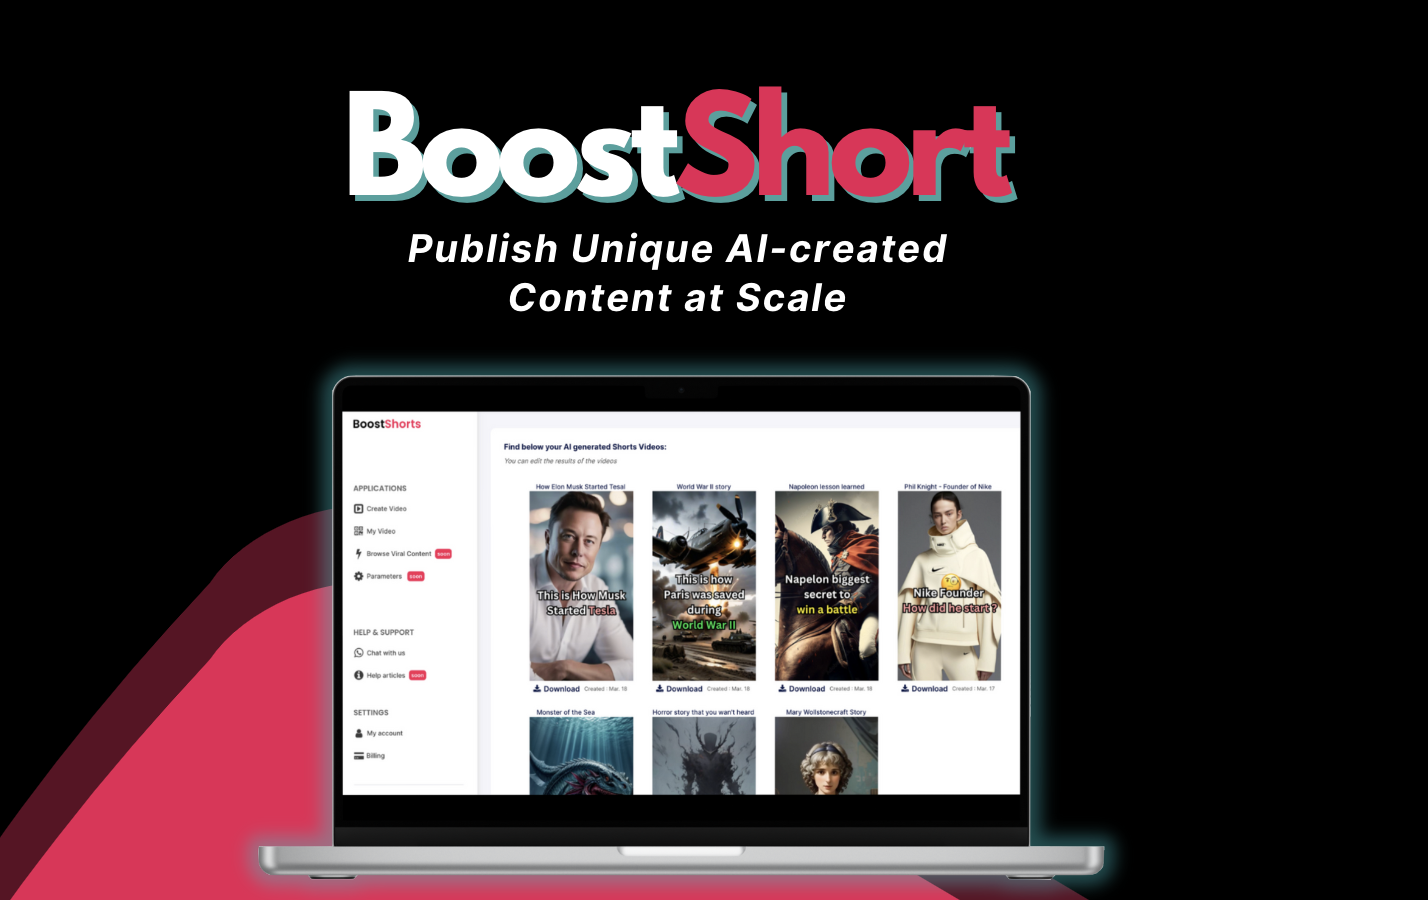 BoostShort
Publish Unique AI-created
Content at Scale
BoostShorts
APPLICATIONS
Create Video
My Video
Browse Viral Content soon
Parameters soon
HELP & SUPPORT
Chat with us
Help articles soon
SETTINGS
My account
Billing
Find below your AI generated Shorts Videos:
You can edit the results of the videos
How Elon Musk Started Tesal
This is How Musk
Started Tesla
Download Created : Mar. 18
World War II story
This is how
Paris was saved
during
World War II
Download Created : Mar. 18
Napoleon lesson learned
Napelon biggest
secret to
win a battle
Download Created : Mar. 18
Phil Knight - Founder of Nike
Nike Founder
How did he start ?
Download Created : Mar. 17
Monster of the Sea
Horror story that you wan't heard
Mary Wollstonecraft Story